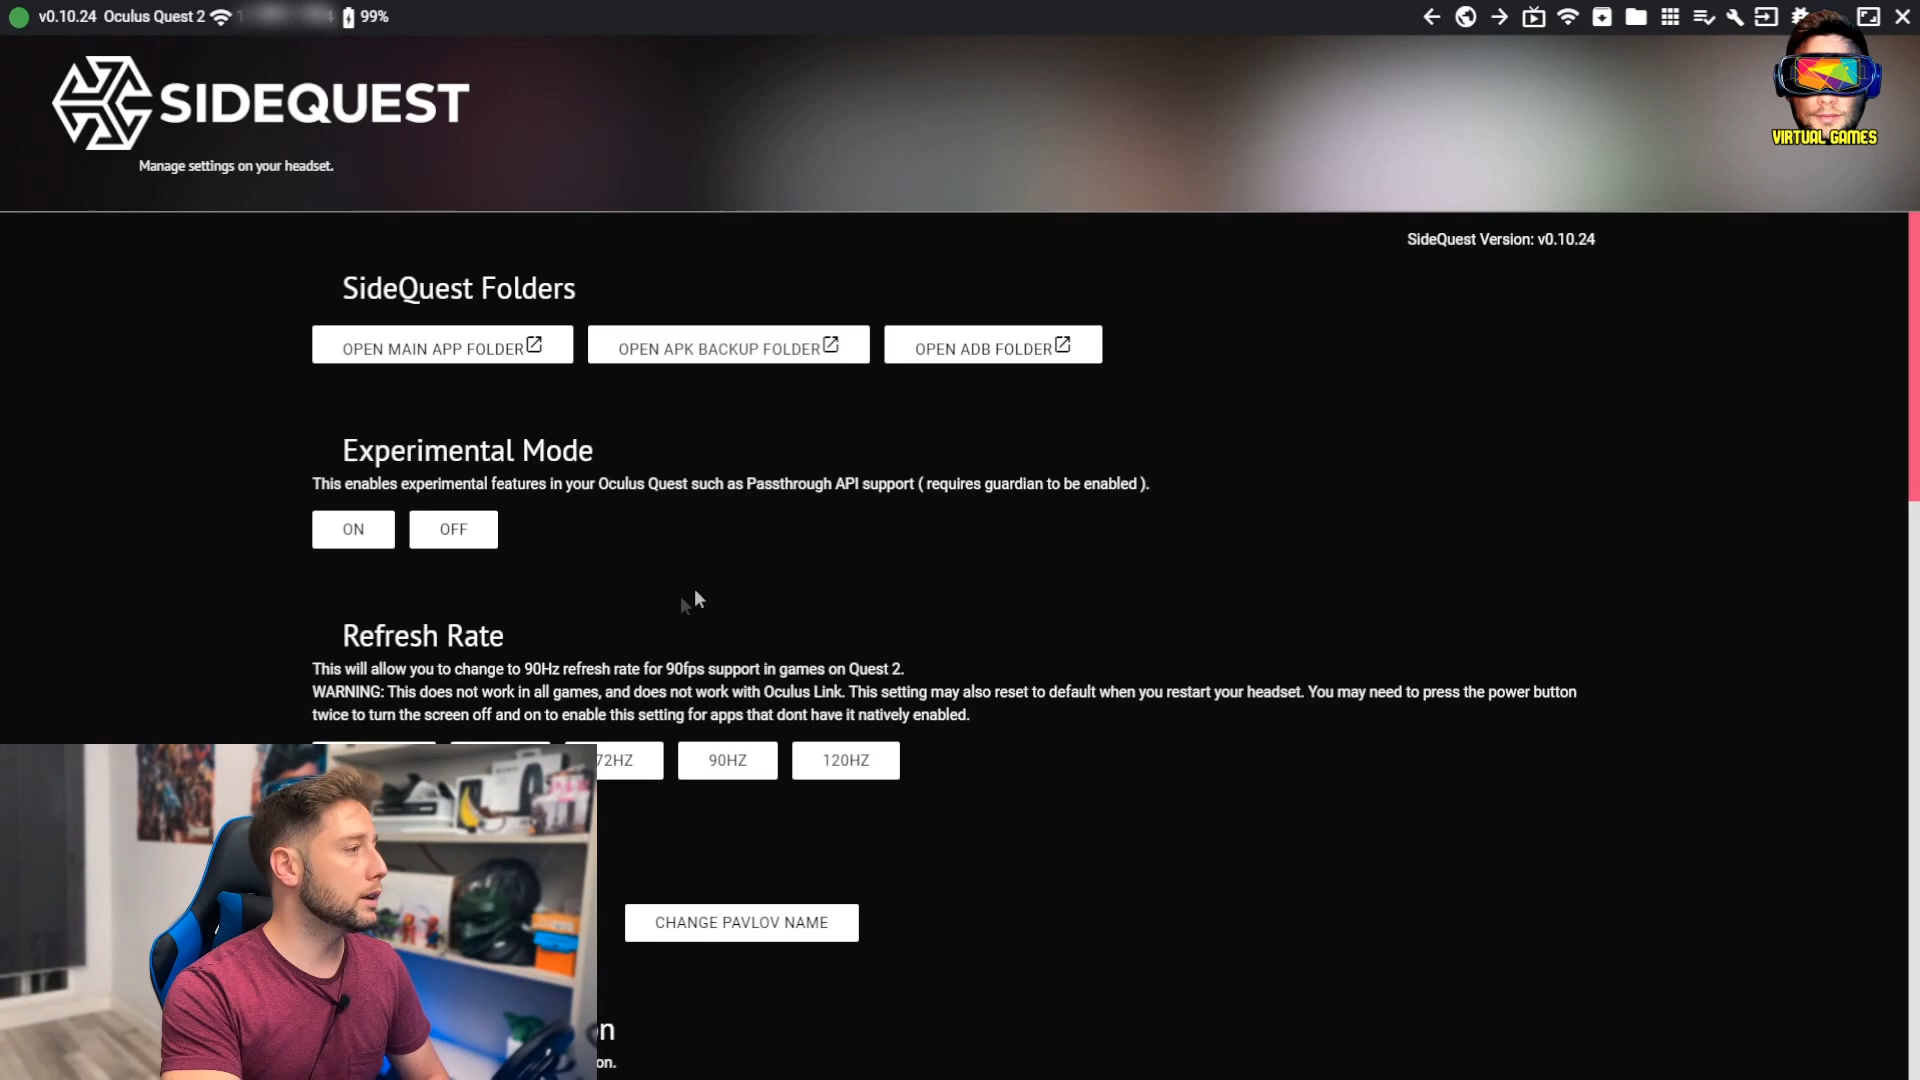 v0.10.24 Oculus Quest 2 99%
SIDEQUEST
Manage settings on your headset.
VIRTUAL GAMES
SideQuest Version: v0.10.24
SideQuest Folders
OPEN MAIN APP FOLDER OPEN APK BACKUP FOLDER OPEN ADB FOLDER
Experimental Mode
This enables experimental features in your Oculus Quest such as Passthrough API support ( requires guardian to be enabled ).
ON OFF
Refresh Rate
This will allow you to change to 90Hz refresh rate for 90fps support in games on Quest 2.
WARNING: This does not work in all games, and does not work with Oculus Link. This setting may also reset to default when you restart your headset. You may need to press the power button
twice to turn the screen off and on to enable this setting for apps that dont have it natively enabled.
72HZ 90HZ 120HZ
CHANGE PAVLOV NAME
on.